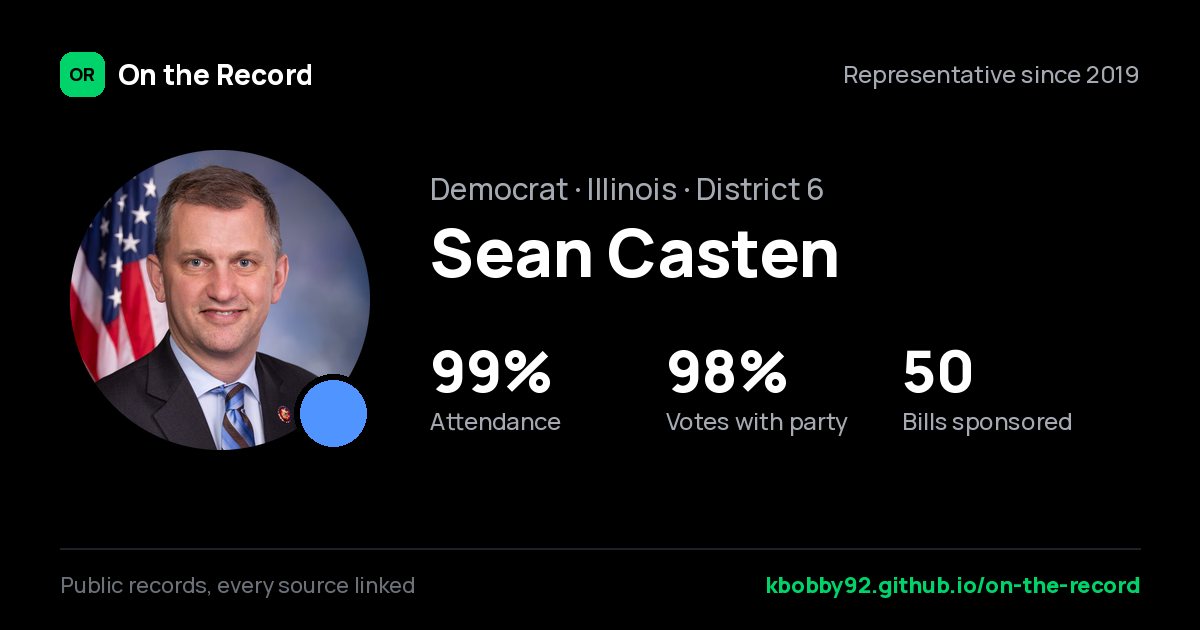 OR On the Record
Representative since 2019
Democrat · Illinois · District 6
Sean Casten
99% 98% 50
Attendance Votes with party Bills sponsored
Public records, every source linked
kbobby92.github.io/on-the-record